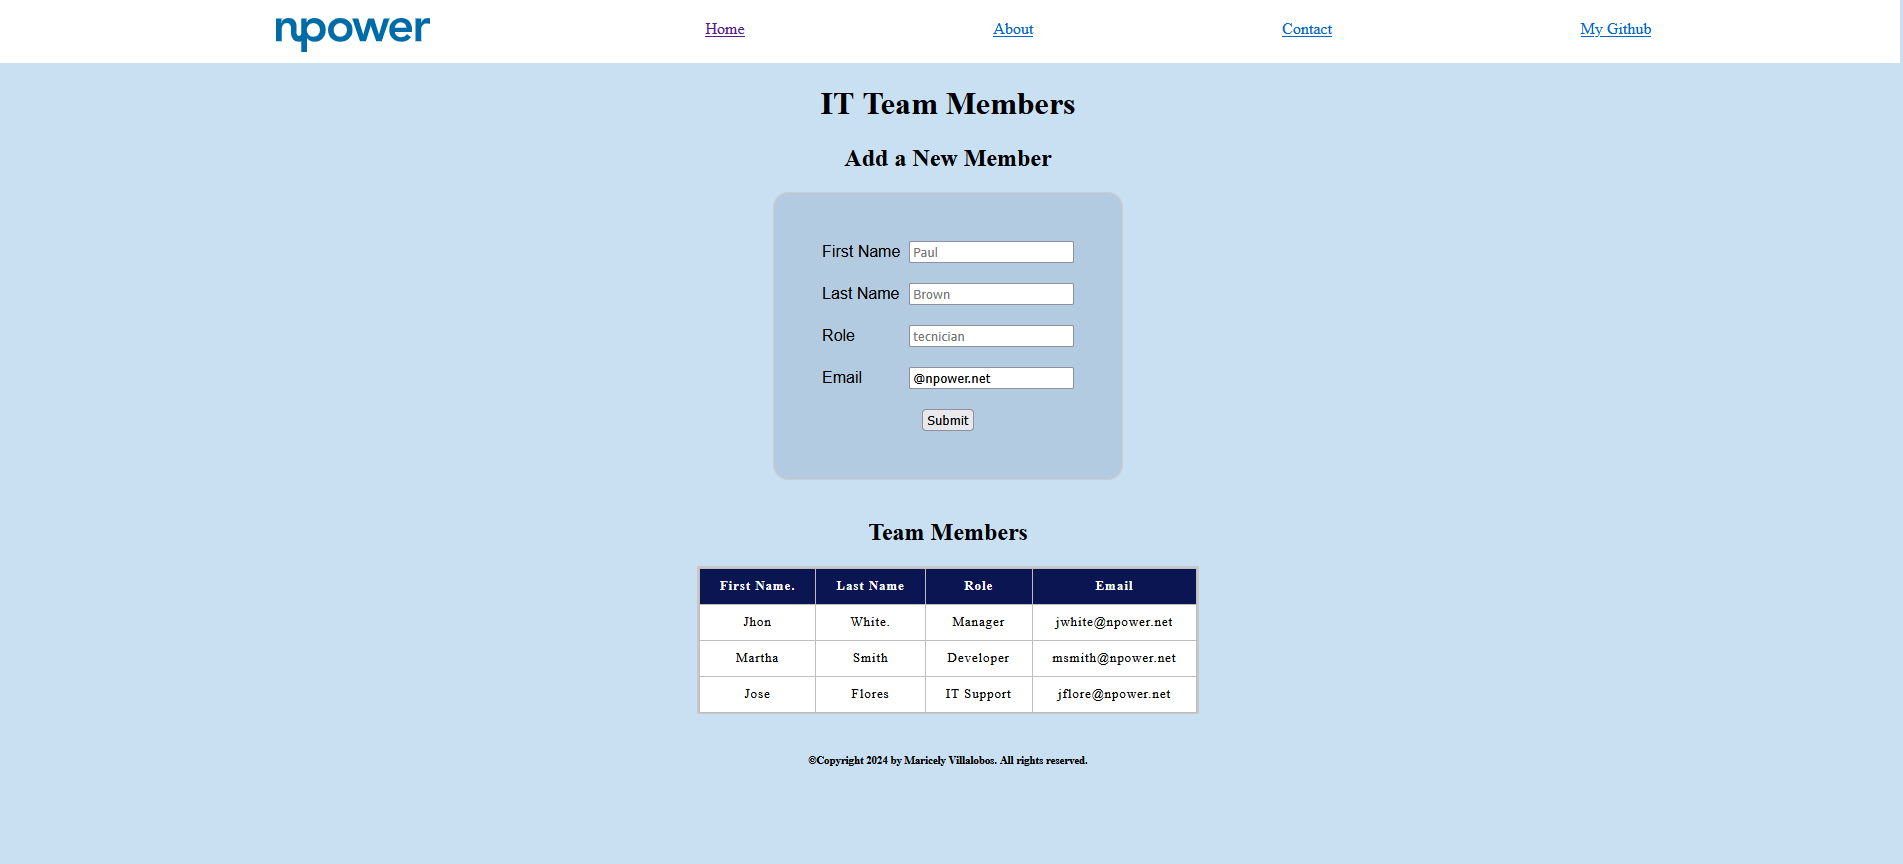 npower Home About Contact My Github
IT Team Members
Add a New Member
First Name Paul
Last Name Brown
Role tecnician
Email @npower.net
Submit
Team Members
First Name. Last Name Role Email
Jhon White. Manager jwhite@npower.net
Martha Smith Developer msmith@npower.net
Jose Flores IT Support jflore@npower.net
©Copyright 2024 by Maricely Villalobos. All rights reserved.